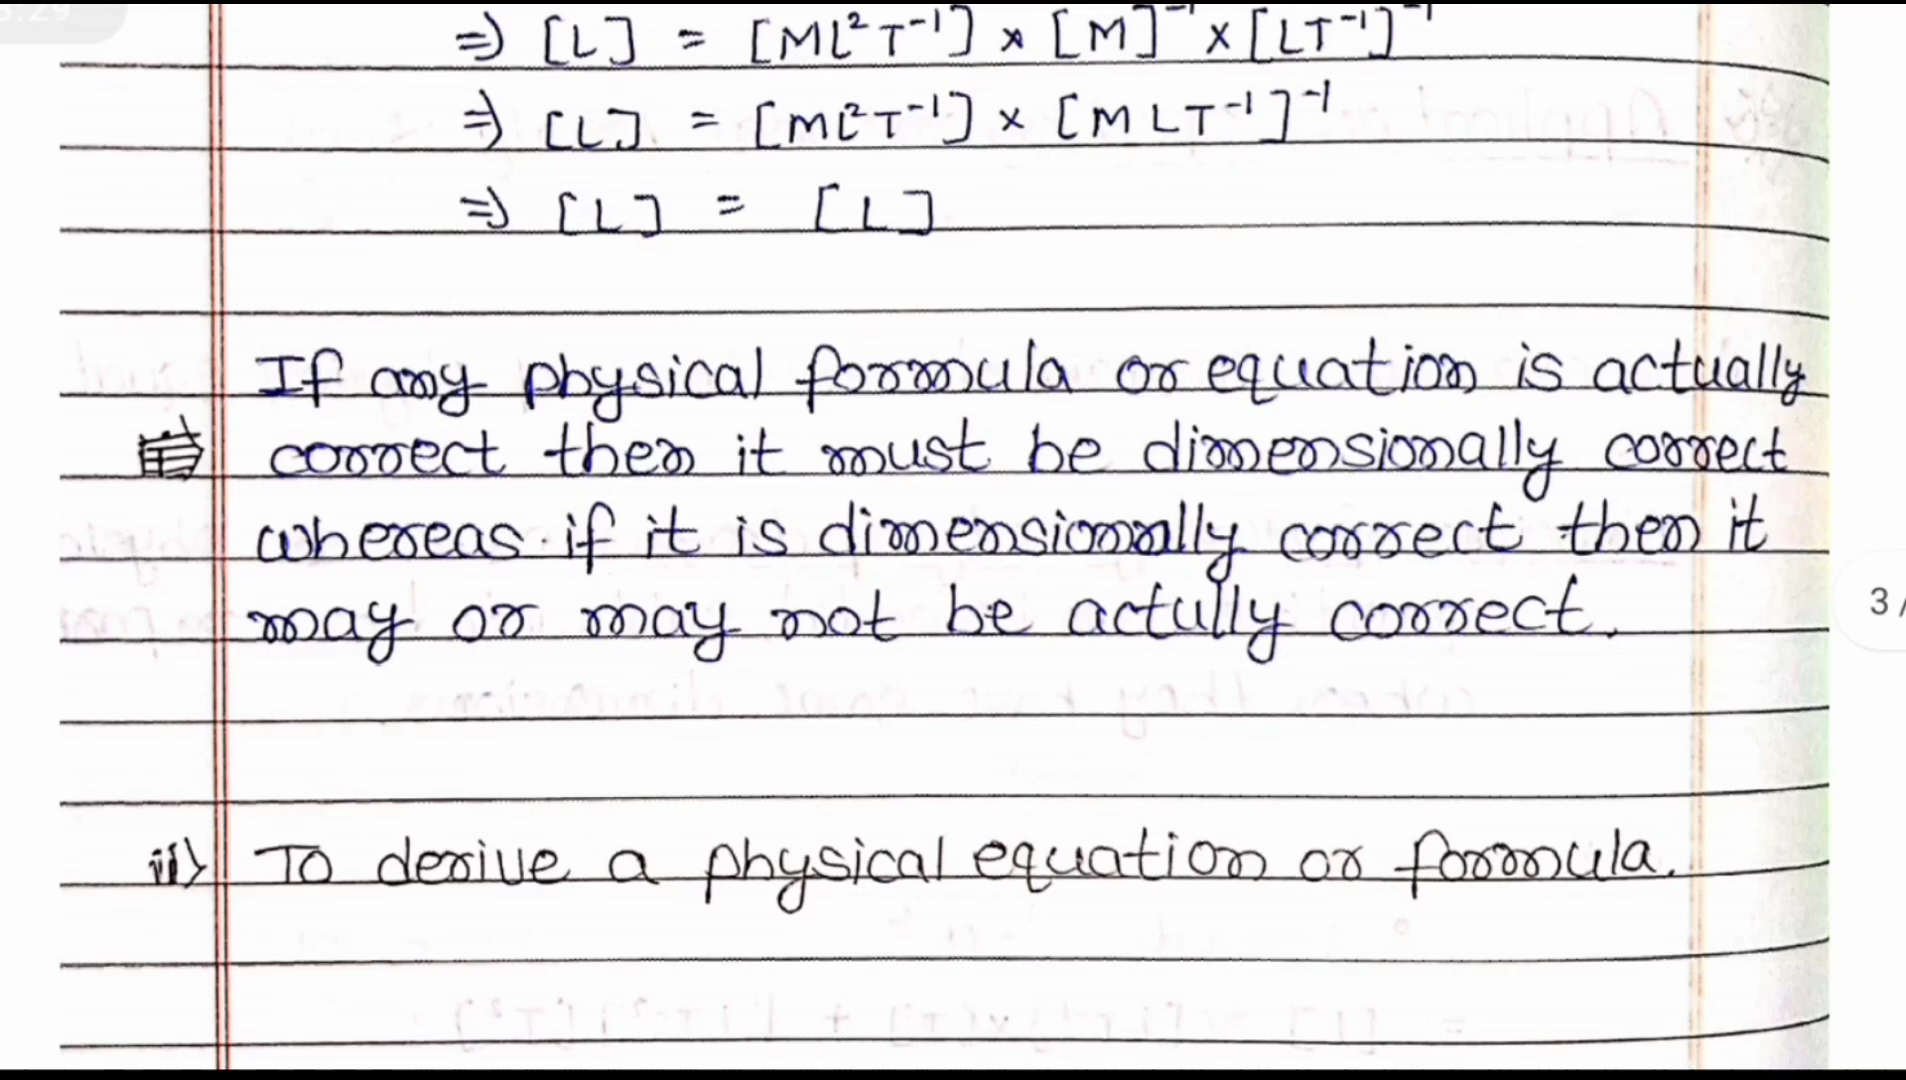 ⇒ [L] = [ML²T⁻¹] × [M]⁻¹ × [LT⁻¹]⁻¹
⇒ [L] = [ML²T⁻¹] × [MLT⁻¹]⁻¹
⇒ [L] = [L]
If any physical formula or equation is actually
correct then it must be dimensionally correct
whereas if it is dimensionally correct then it
may or may not be actully correct.
3/
ii) To derive a physical equation or formula.